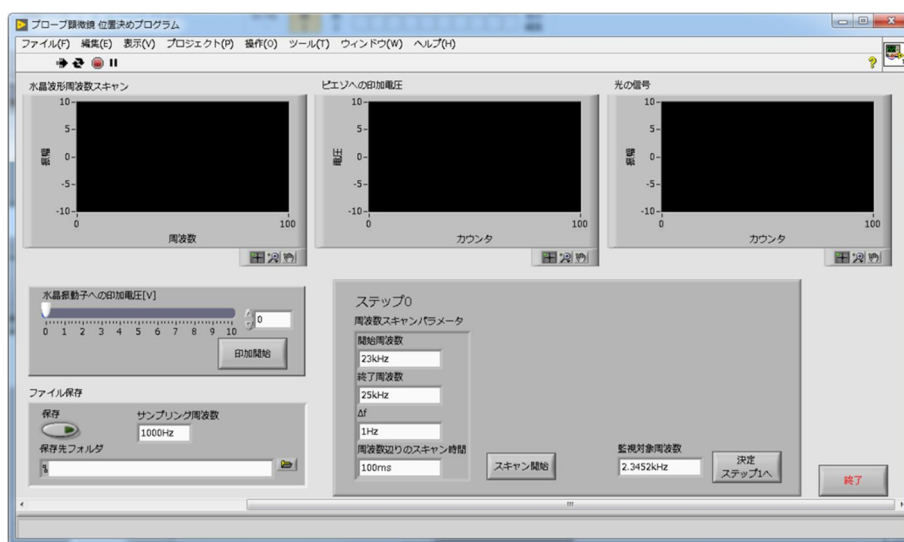 プローブ顕微鏡 位置決めプログラム
ファイル(F) 編集(E) 表示(V) プロジェクト(P) 操作(O) ツール(T) ウィンドウ(W) ヘルプ(H)
?
水晶波形周波数スキャン
10
5
0
-5
-10
振幅
0 100
周波数
ピエゾへの印加電圧
10
5
0
-5
-10
電圧
0 100
カウンタ
光の信号
10
5
0
-5
-10
振幅
0 100
カウンタ
水晶振動子への印加電圧[V]
0 1 2 3 4 5 6 7 8 9 10
0
印加開始
ファイル保存
保存
サンプリング周波数
1000Hz
保存先フォルダ
ステップ0
周波数スキャンパラメータ
開始周波数
23kHz
終了周波数
25kHz
Δf
1Hz
周波数辺りのスキャン時間
100ms
スキャン開始
監視対象周波数
2.3452kHz
決定
ステップ1へ
終了